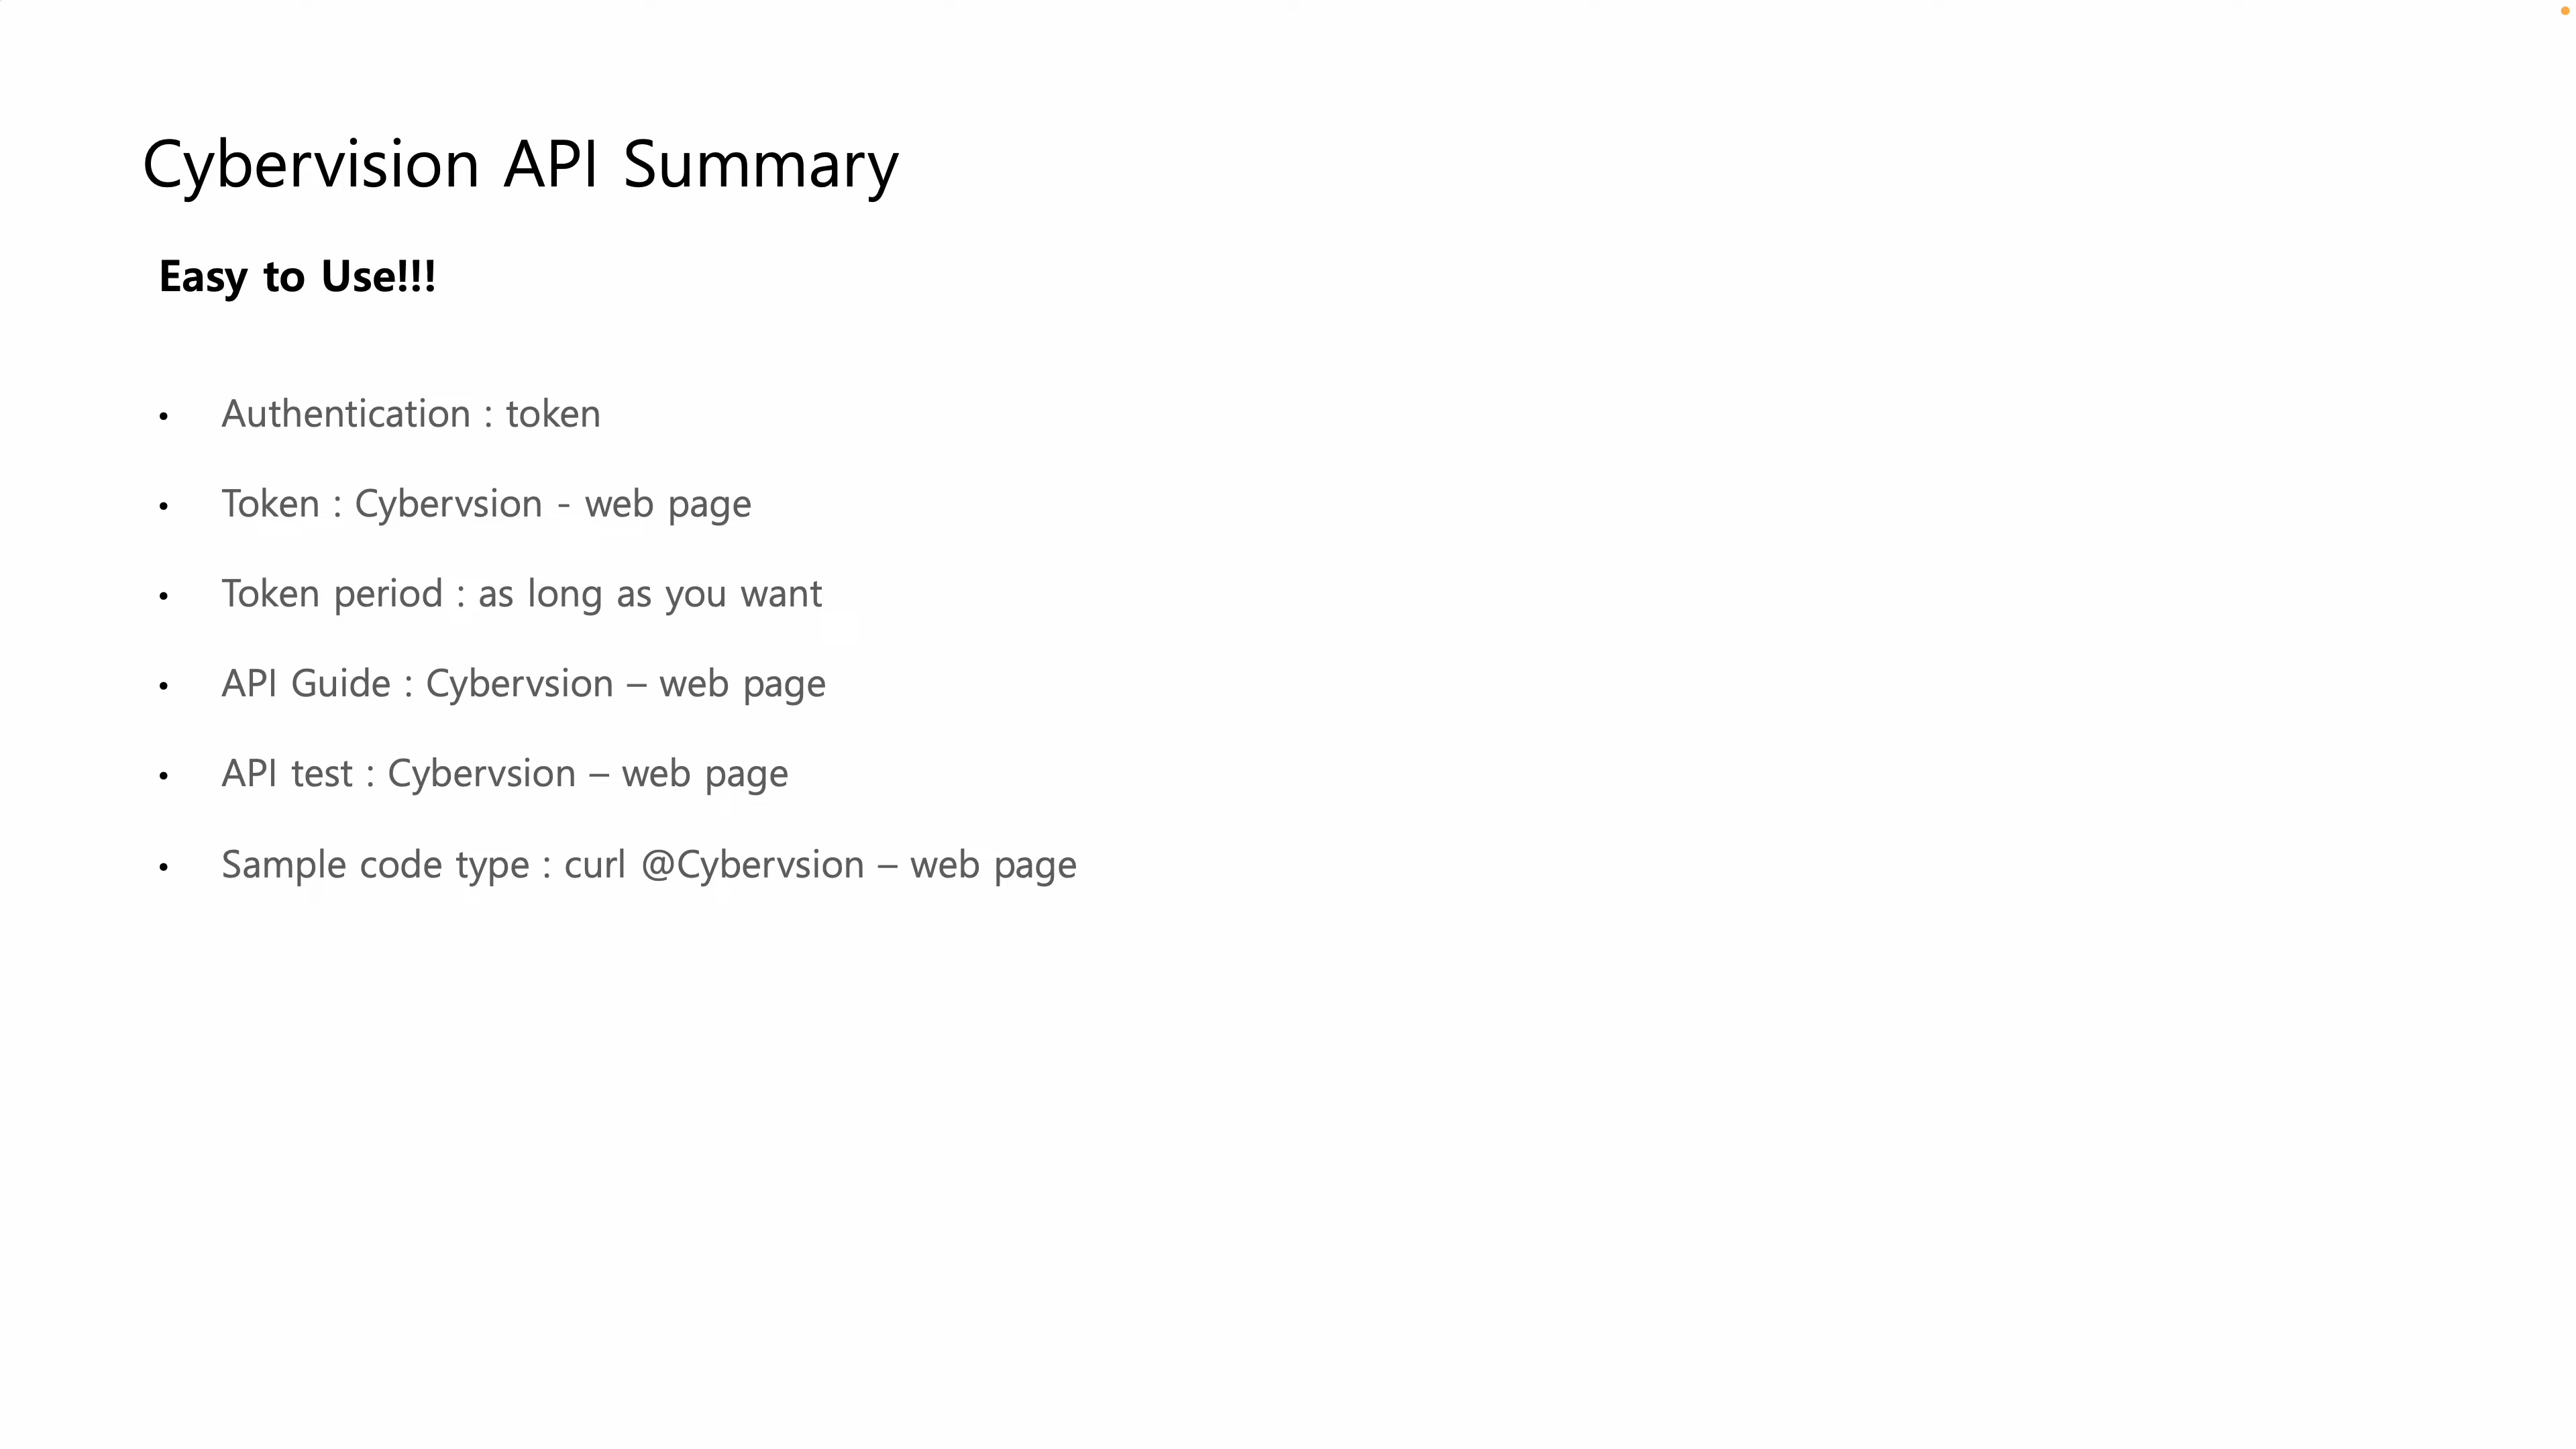 Cybervision API Summary
Easy to Use!!!
• Authentication : token
• Token : Cybervsion - web page
• Token period : as long as you want
• API Guide : Cybervsion – web page
• API test : Cybervsion – web page
• Sample code type : curl @Cybervsion – web page